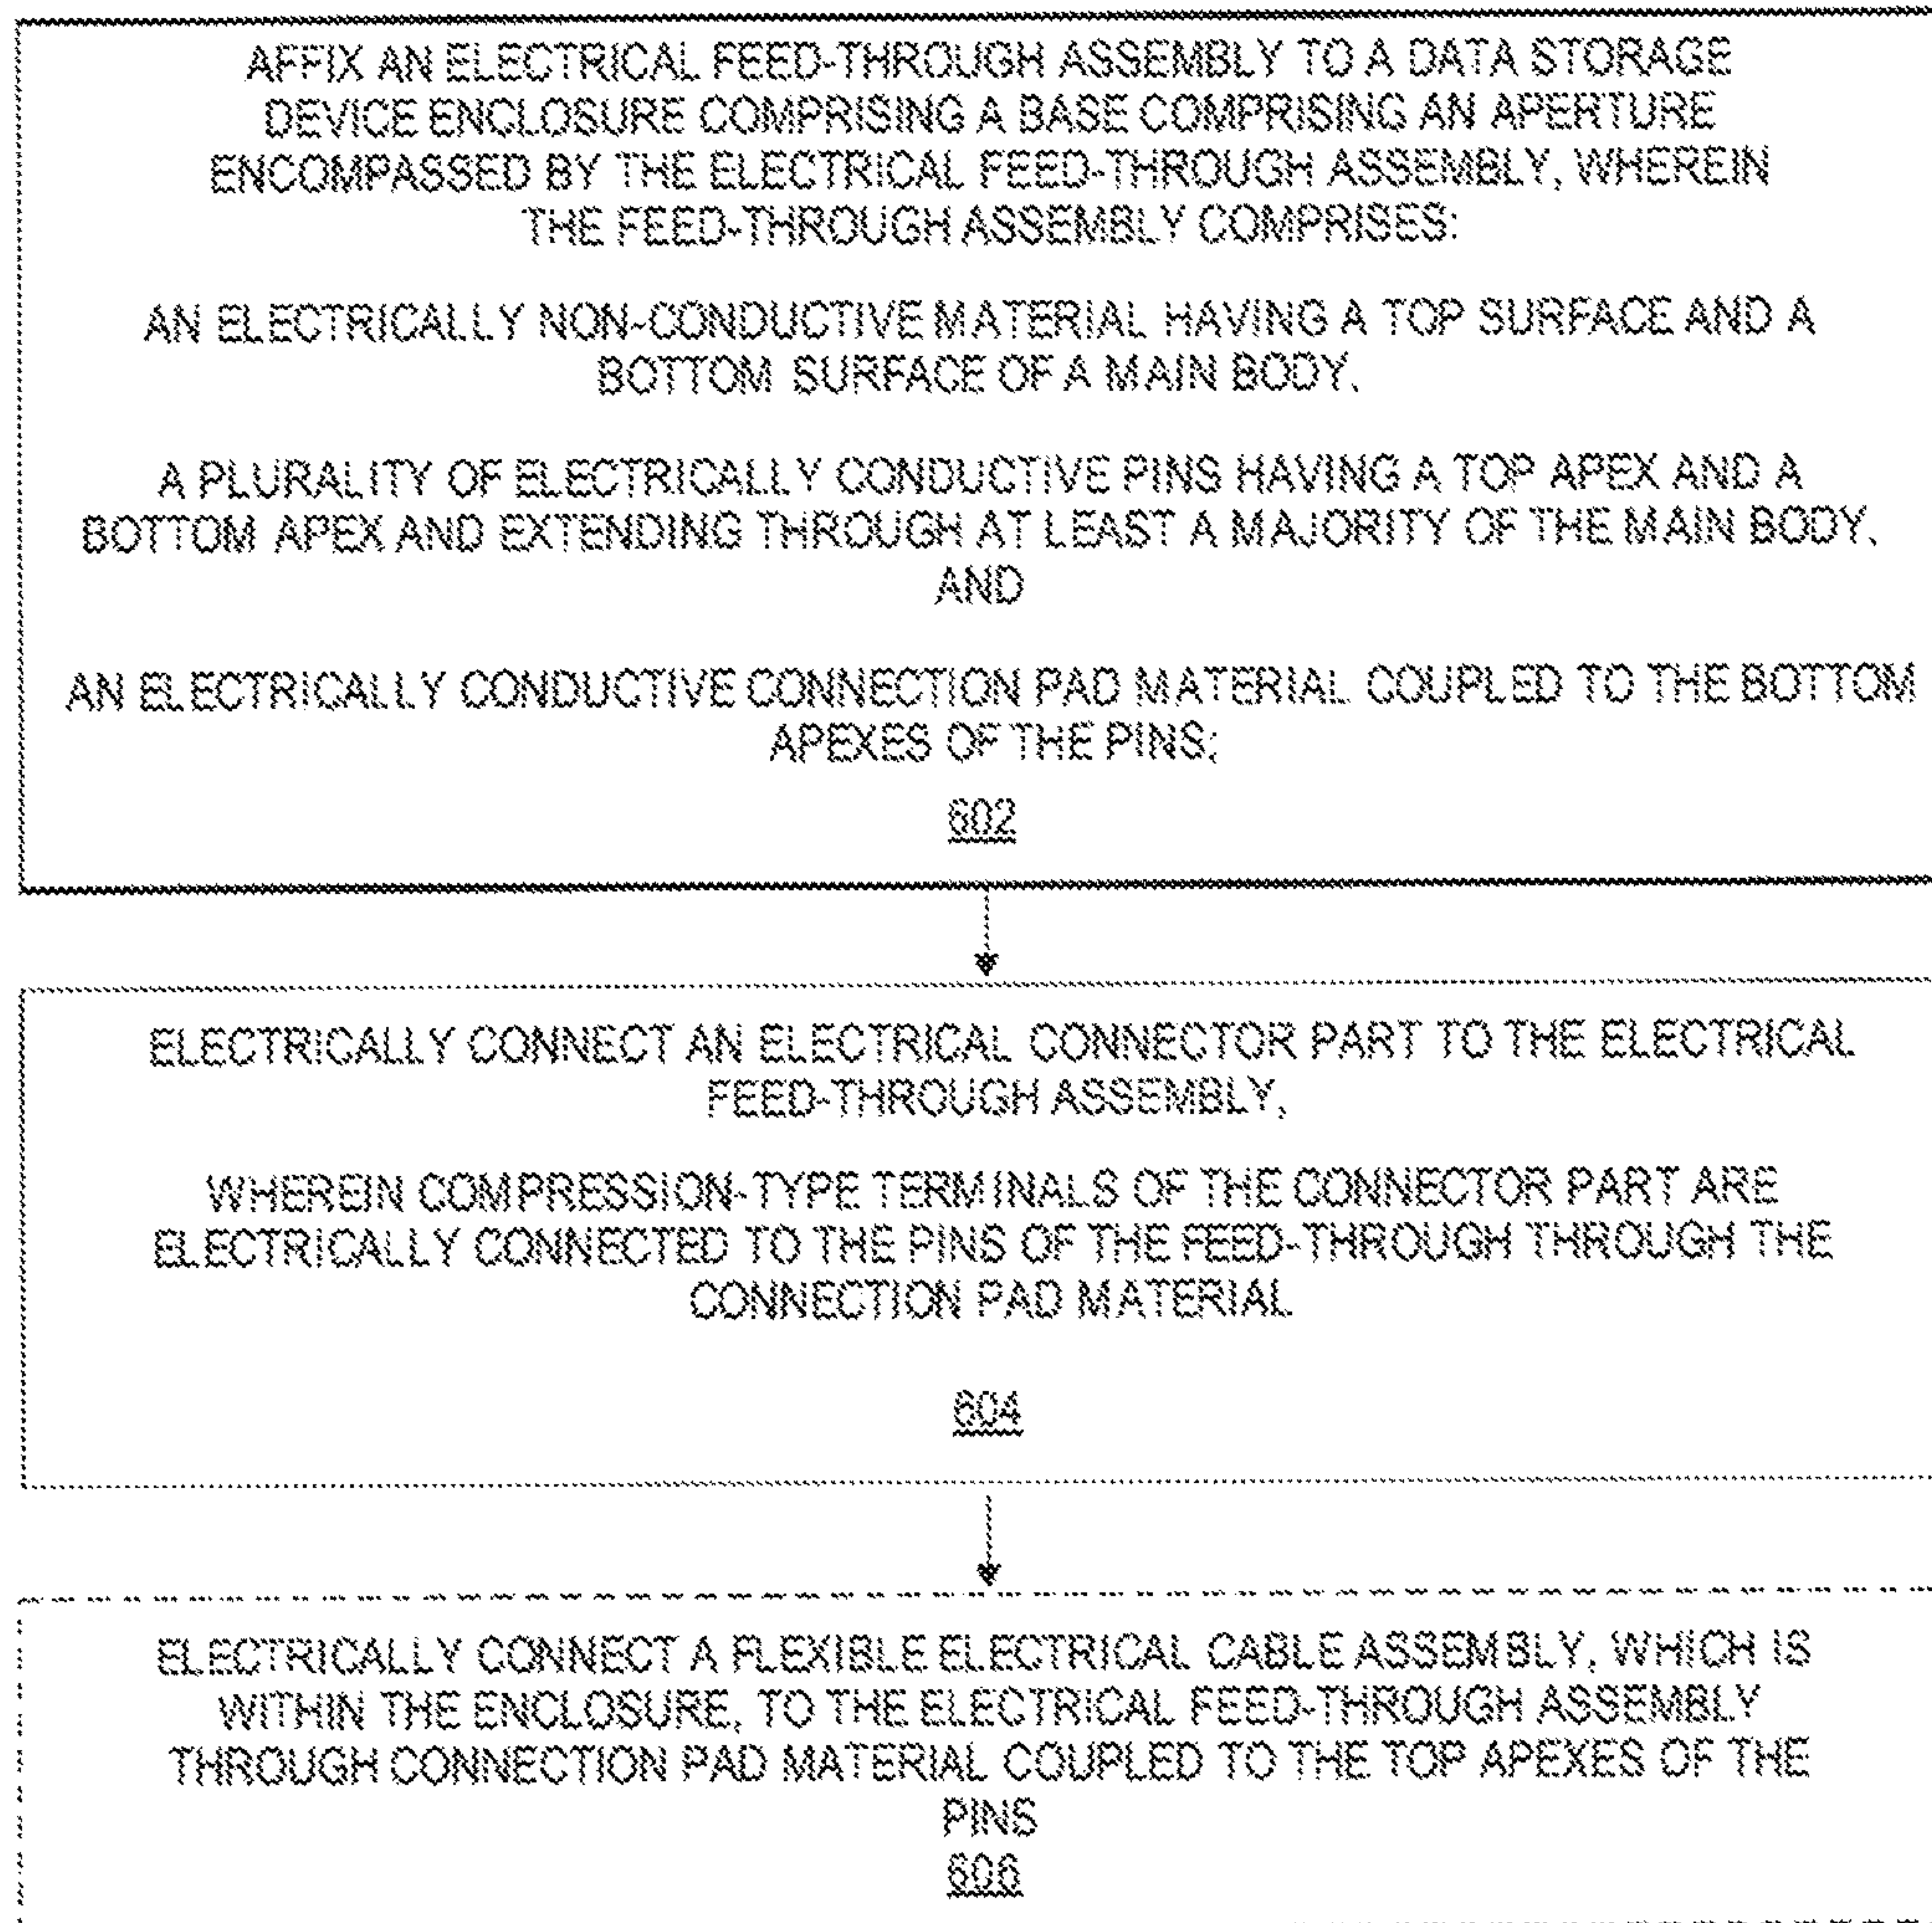 AFFIX AN ELECTRICAL FEED-THROUGH ASSEMBLY TO A DATA STORAGE
DEVICE ENCLOSURE COMPRISING A BASE COMPRISING AN APERTURE
ENCOMPASSED BY THE ELECTRICAL FEED-THROUGH ASSEMBLY, WHEREIN
THE FEED-THROUGH ASSEMBLY COMPRISES:
AN ELECTRICALLY NON-CONDUCTIVE MATERIAL HAVING A TOP SURFACE AND A
BOTTOM SURFACE OF A MAIN BODY,
A PLURALITY OF ELECTRICALLY CONDUCTIVE PINS HAVING A TOP APEX AND A
BOTTOM APEX AND EXTENDING THROUGH AT LEAST A MAJORITY OF THE MAIN BODY,
AND
AN ELECTRICALLY CONDUCTIVE CONNECTION PAD MATERIAL COUPLED TO THE BOTTOM
APEXES OF THE PINS;
602
ELECTRICALLY CONNECT AN ELECTRICAL CONNECTOR PART TO THE ELECTRICAL
FEED-THROUGH ASSEMBLY,
WHEREIN COMPRESSION-TYPE TERMINALS OF THE CONNECTOR PART ARE
ELECTRICALLY CONNECTED TO THE PINS OF THE FEED-THROUGH THROUGH THE
CONNECTION PAD MATERIAL
604
ELECTRICALLY CONNECT A FLEXIBLE ELECTRICAL CABLE ASSEMBLY, WHICH IS
WITHIN THE ENCLOSURE, TO THE ELECTRICAL FEED-THROUGH ASSEMBLY
THROUGH CONNECTION PAD MATERIAL COUPLED TO THE TOP APEXES OF THE
PINS
606